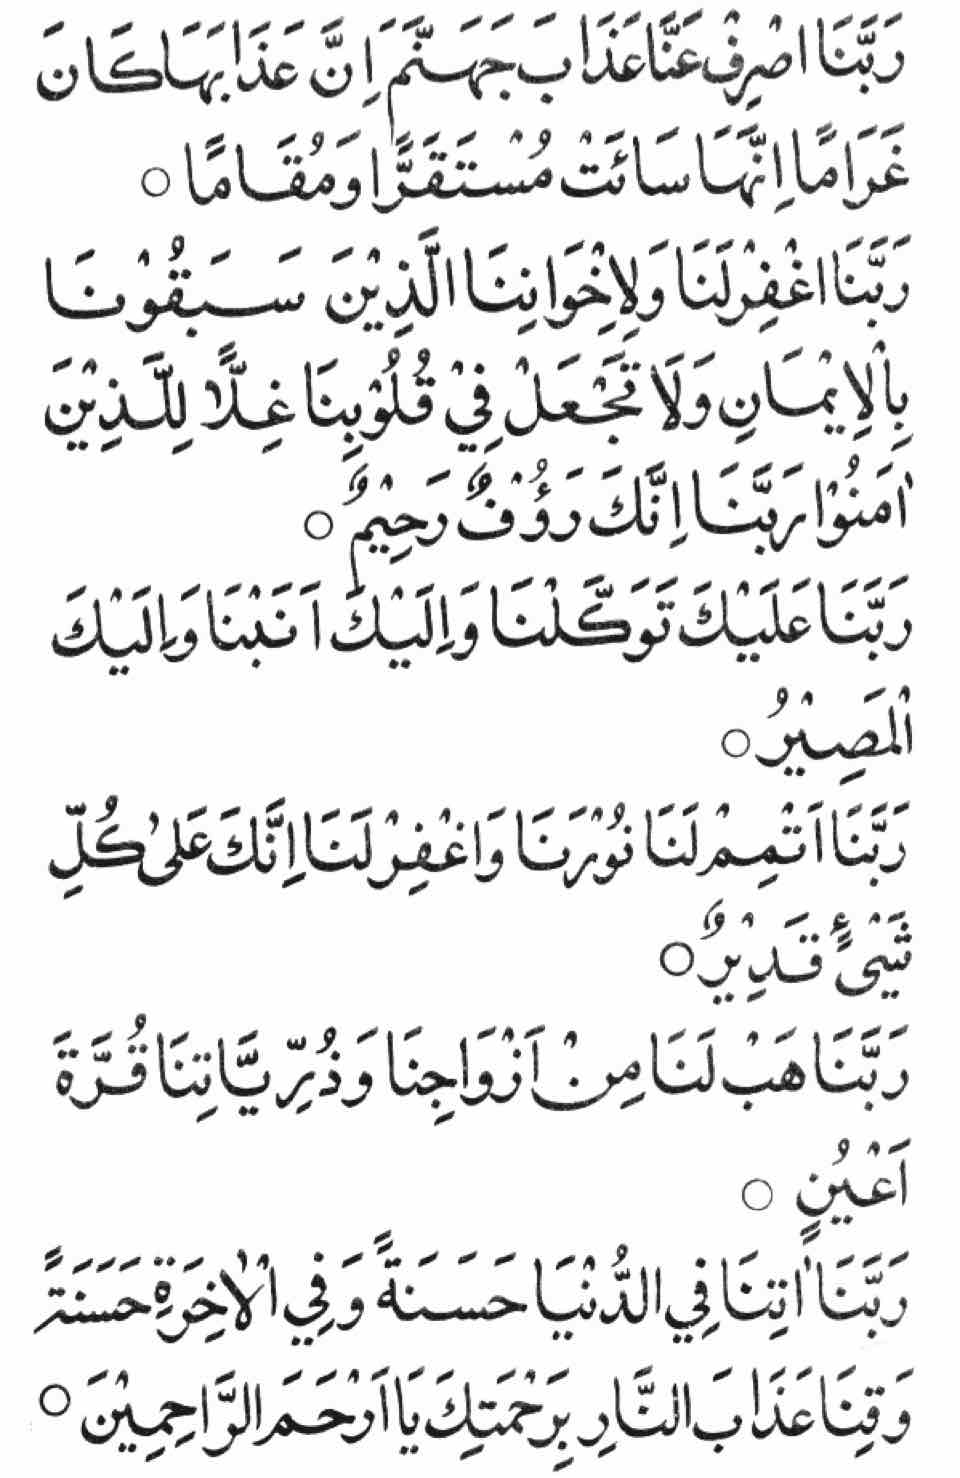 رَبَّنَا اصْرِفْ عَنَّا عَذَابَ جَهَنَّمَ اِنَّ عَذَابَهَا كَانَ
غَرَامًا اِنَّهَا سَائَتْ مُسْتَقَرًّا وَمُقَامًا ○
رَبَّنَا اغْفِرْلَنَا وَلِاِخْوَانِنَا الَّذِيْنَ سَبَقُوْنَا
بِالْاِيْمَانِ وَلَا تَجْعَلْ فِيْ قُلُوْبِنَا غِلًّا لِلَّذِيْنَ
اٰمَنُوْا رَبَّنَا اِنَّكَ رَؤُوْفٌ رَحِيْمٌ ○
رَبَّنَا عَلَيْكَ تَوَكَّلْنَا وَاِلَيْكَ اَنَبْنَا وَاِلَيْكَ
الْمَصِيْرُ ○
رَبَّنَا اَتْمِمْ لَنَا نُوْرَنَا وَاغْفِرْ لَنَا اِنَّكَ عَلىٰ كُلِّ
شَيْئٍ قَدِيْرٌ ○
رَبَّنَا هَبْ لَنَا مِنْ اَزْوَاجِنَا وَذُرِّيَّاتِنَا قُرَّةَ
اَعْيُنٍ ○
رَبَّنَا اٰتِنَا فِي الدُّنْيَا حَسَنَةً وَفِي الْاٰخِرَةِ حَسَنَةً
وَقِنَا عَذَابَ النَّارِ بِرَحْمَتِكَ يَا اَرْحَمَ الرَّاحِمِيْنَ ○